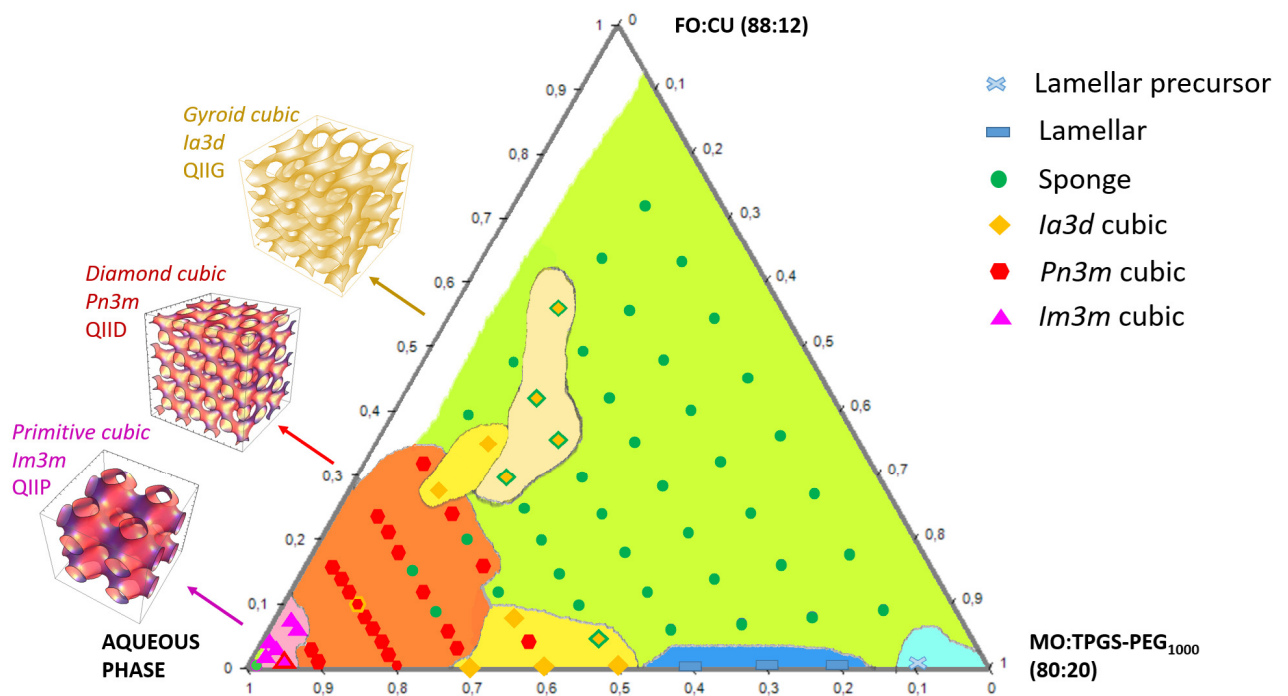 FO:CU (88:12)
1
0
0,9
0,8
0,7
0,6
0,5
0,4
0,3
0,2
0,1
0
0,1
0,2
0,3
0,4
0,5
0,6
0,7
0,8
0,9
1
Gyroid cubic
Ia3d
QIIG
Diamond cubic
Pn3m
QIID
Primitive cubic
Im3m
QIIP
AQUEOUS
PHASE
1 0,9 0,8 0,7 0,6 0,5 0,4 0,3 0,2 0,1 0
MO:TPGS-PEG1000
(80:20)
Lamellar precursor
Lamellar
Sponge
Ia3d cubic
Pn3m cubic
Im3m cubic